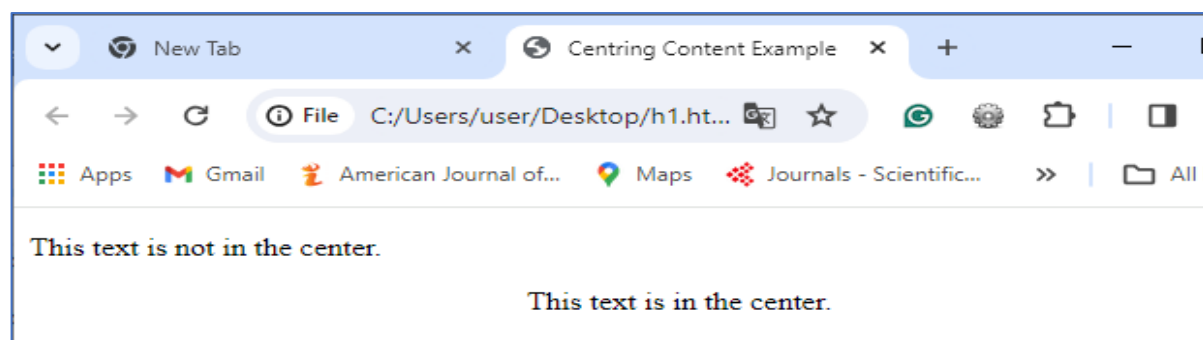 New Tab Centring Content Example
File C:/Users/user/Desktop/h1.ht...
Apps Gmail American Journal of... Maps Journals - Scientific... All
This text is not in the center.
This text is in the center.